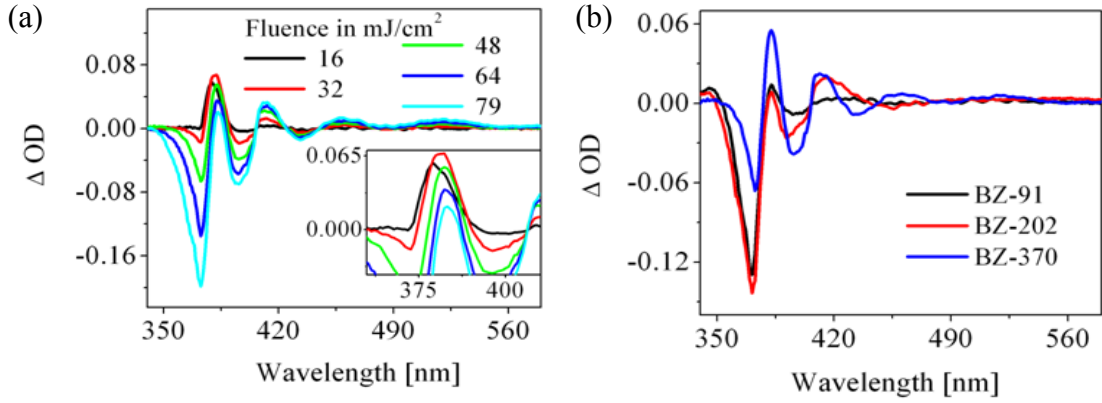 (a)
Fluence in mJ/cm²
16
32
48
64
79
0.08
0.00
-0.08
-0.16
Δ OD
0.065
0.000
375
400
350
420
490
560
Wavelength [nm]
(b)
0.06
0.00
-0.06
-0.12
Δ OD
BZ-91
BZ-202
BZ-370
350
420
490
560
Wavelength [nm]